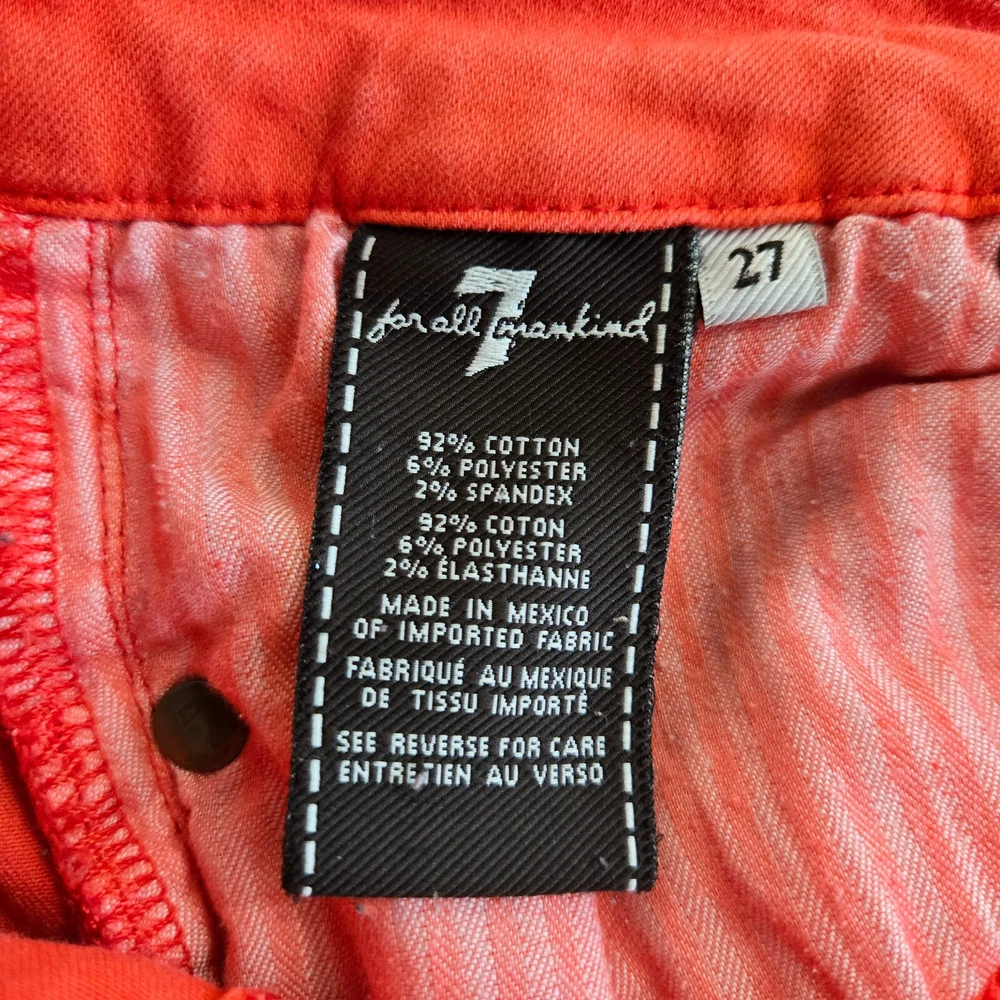 7
for all mankind
27
92% COTTON
6% POLYESTER
2% SPANDEX
92% COTON
6% POLYESTER
2% ÉLASTHANNE
MADE IN MEXICO
OF IMPORTED FABRIC
FABRIQUÉ AU MEXIQUE
DE TISSU IMPORTÉ
SEE REVERSE FOR CARE
ENTRETIEN AU VERSO